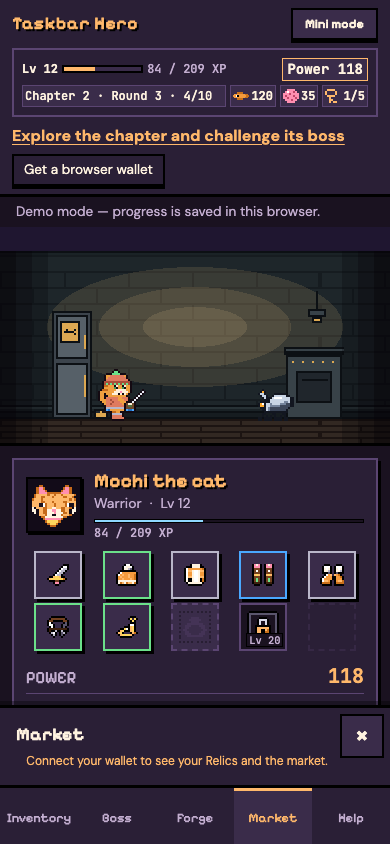 Taskbar Hero
Mini mode
Lv 12 84 / 209 XP
Power 118
Chapter 2 · Round 3 · 4/10
120
35
1/5
Explore the chapter and challenge its boss
Get a browser wallet
Demo mode — progress is saved in this browser.
Mochi the cat
Warrior · Lv 12
84 / 209 XP
Lv 20
POWER 118
Market
Connect your wallet to see your Relics and the market.
Inventory Boss Forge Market Help